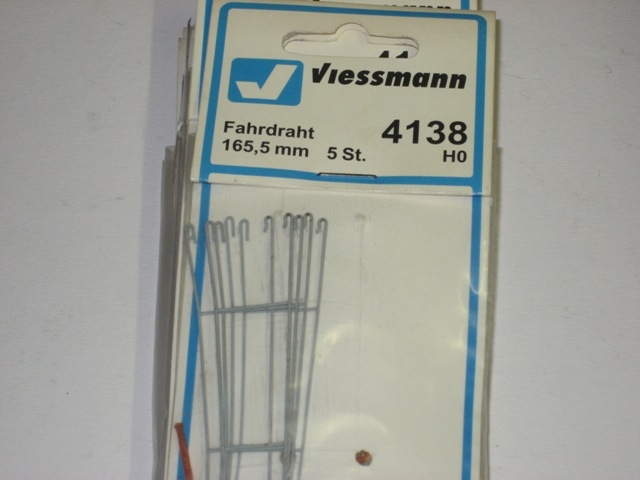 Viessmann
Fahrdraht 4138
165,5 mm 5 St. H0